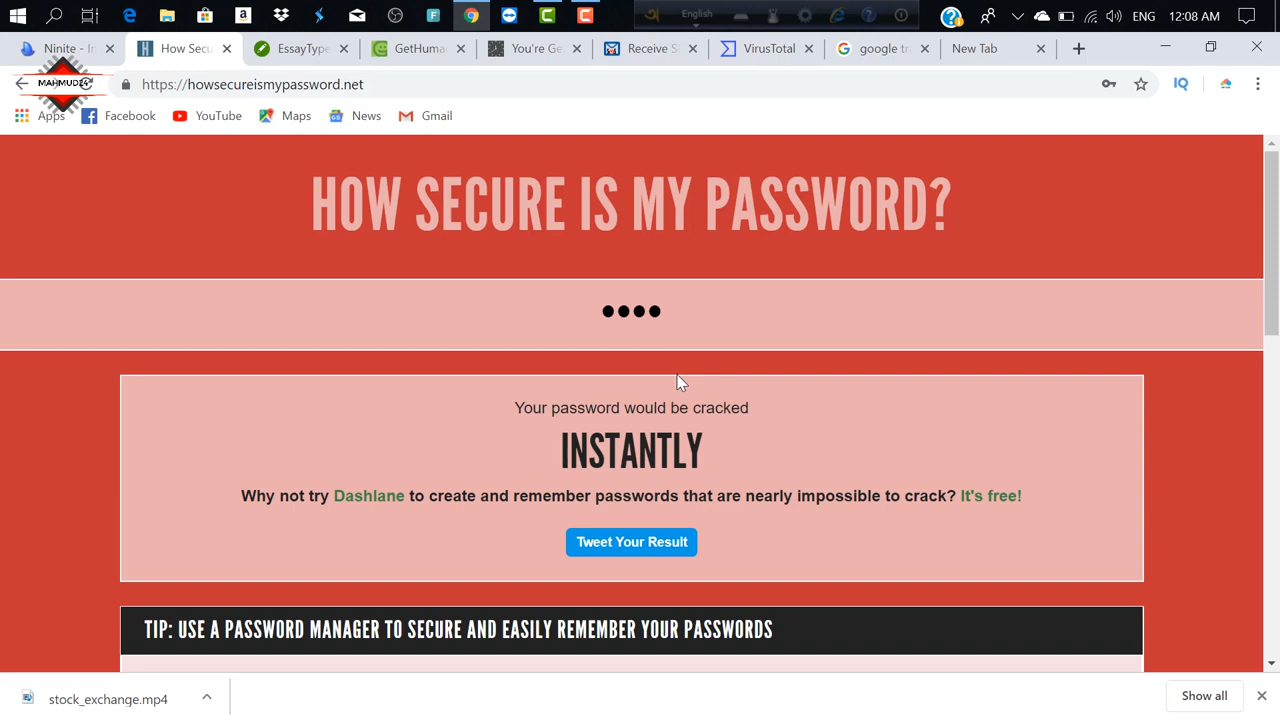 English
ENG
12:08 AM
Ninite - In
How Secu
EssayType
GetHuma
You're Ge
Receive S
VirusTotal
google tr
New Tab
MAHMUD24
https://howsecureismypassword.net
IQ
Apps
Facebook
YouTube
Maps
News
Gmail
HOW SECURE IS MY PASSWORD?
Your password would be cracked
INSTANTLY
Why not try Dashlane to create and remember passwords that are nearly impossible to crack? It's free!
Tweet Your Result
TIP: USE A PASSWORD MANAGER TO SECURE AND EASILY REMEMBER YOUR PASSWORDS
stock_exchange.mp4
Show all